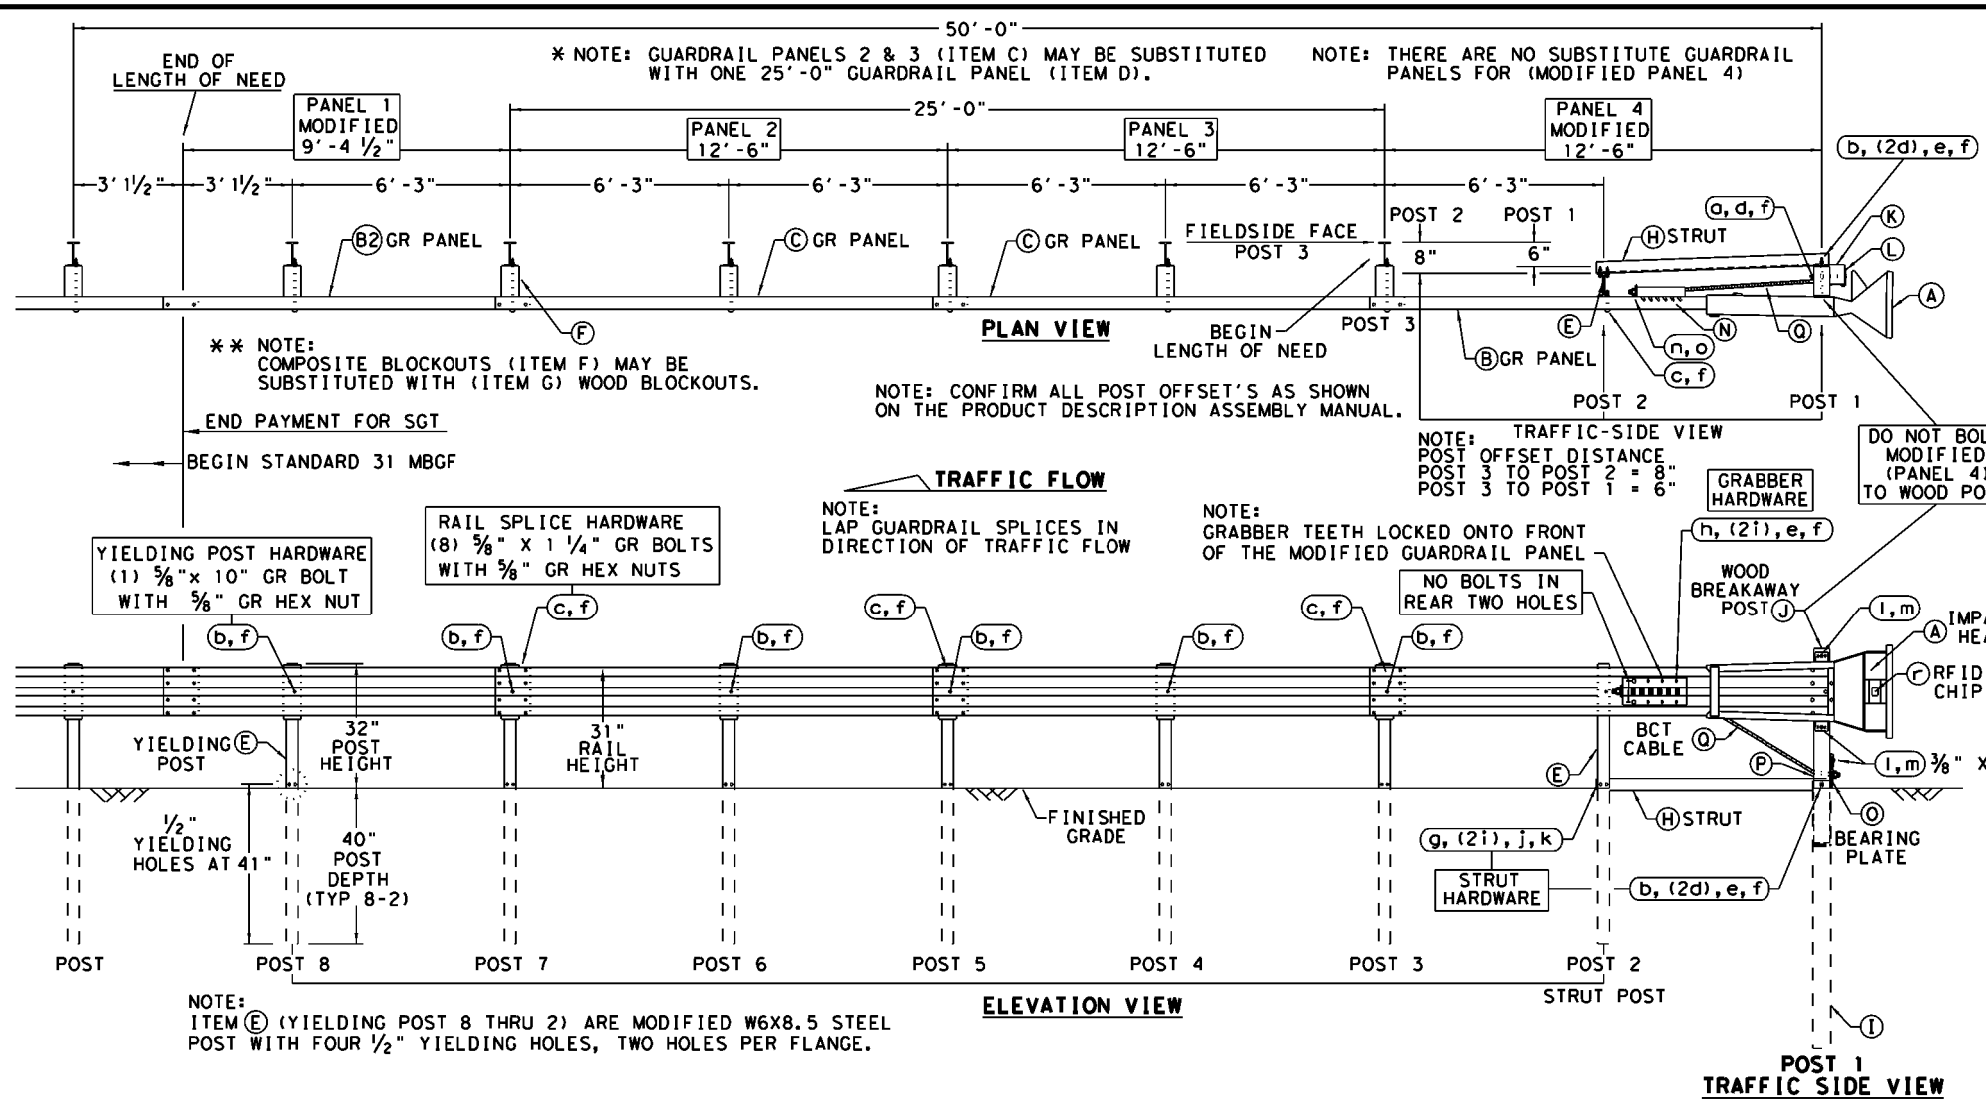 50'-0"
END OF
LENGTH OF NEED
* NOTE: GUARDRAIL PANELS 2 & 3 (ITEM C) MAY BE SUBSTITUTED
WITH ONE 25'-0" GUARDRAIL PANEL (ITEM D).
NOTE: THERE ARE NO SUBSTITUTE GUARDRAIL
PANELS FOR (MODIFIED PANEL 4)
PANEL 1
MODIFIED
9'-4 1/2"
25'-0"
PANEL 2
12'-6"
PANEL 3
12'-6"
PANEL 4
MODIFIED
12'-6"
b, (2d), e, f
3' 1 1/2"
3' 1 1/2"
6'-3"
6'-3"
6'-3"
6'-3"
6'-3"
6'-3"
B2 GR PANEL
C GR PANEL
C GR PANEL
FIELDSIDE FACE
POST 3
POST 2
POST 1
8"
6"
a, d, f
H STRUT
K
L
A
F
PLAN VIEW
BEGIN
LENGTH OF NEED
POST 3
E
N
Q
n, o
c, f
B GR PANEL
** NOTE:
COMPOSITE BLOCKOUTS (ITEM F) MAY BE
SUBSTITUTED WITH (ITEM G) WOOD BLOCKOUTS.
NOTE: CONFIRM ALL POST OFFSET'S AS SHOWN
ON THE PRODUCT DESCRIPTION ASSEMBLY MANUAL.
POST 2
POST 1
TRAFFIC-SIDE VIEW
NOTE:
POST OFFSET DISTANCE
POST 3 TO POST 2 = 8"
POST 3 TO POST 1 = 6"
DO NOT BOL
MODIFIED
(PANEL 4)
TO WOOD PO
END PAYMENT FOR SGT
BEGIN STANDARD 31 MBGF
TRAFFIC FLOW
NOTE:
LAP GUARDRAIL SPLICES IN
DIRECTION OF TRAFFIC FLOW
NOTE:
GRABBER TEETH LOCKED ONTO FRONT
OF THE MODIFIED GUARDRAIL PANEL
GRABBER
HARDWARE
h, (2i), e, f
YIELDING POST HARDWARE
(1) 5/8"x 10" GR BOLT
WITH 5/8" GR HEX NUT
RAIL SPLICE HARDWARE
(8) 5/8" X 1 1/4" GR BOLTS
WITH 5/8" GR HEX NUTS
NO BOLTS IN
REAR TWO HOLES
WOOD
BREAKAWAY
POST J
l, m
A IMPA
HEA
r RFID
CHIP
b, f
b, f
c, f
b, f
c, f
b, f
b, f
c, f
b, f
YIELDING E
POST
32"
POST
HEIGHT
31"
RAIL
HEIGHT
BCT
CABLE
Q
E
P
l, m 3/8" X
1/2"
YIELDING
HOLES AT 41"
40"
POST
DEPTH
(TYP 8-2)
FINISHED
GRADE
H STRUT
O
BEARING
PLATE
g, (2i), j, k
STRUT
HARDWARE
b, (2d), e, f
POST
POST 8
POST 7
POST 6
POST 5
POST 4
POST 3
POST 2
STRUT POST
ELEVATION VIEW
NOTE:
ITEM E (YIELDING POST 8 THRU 2) ARE MODIFIED W6X8.5 STEEL
POST WITH FOUR 1/2" YIELDING HOLES, TWO HOLES PER FLANGE.
I
POST 1
TRAFFIC SIDE VIEW